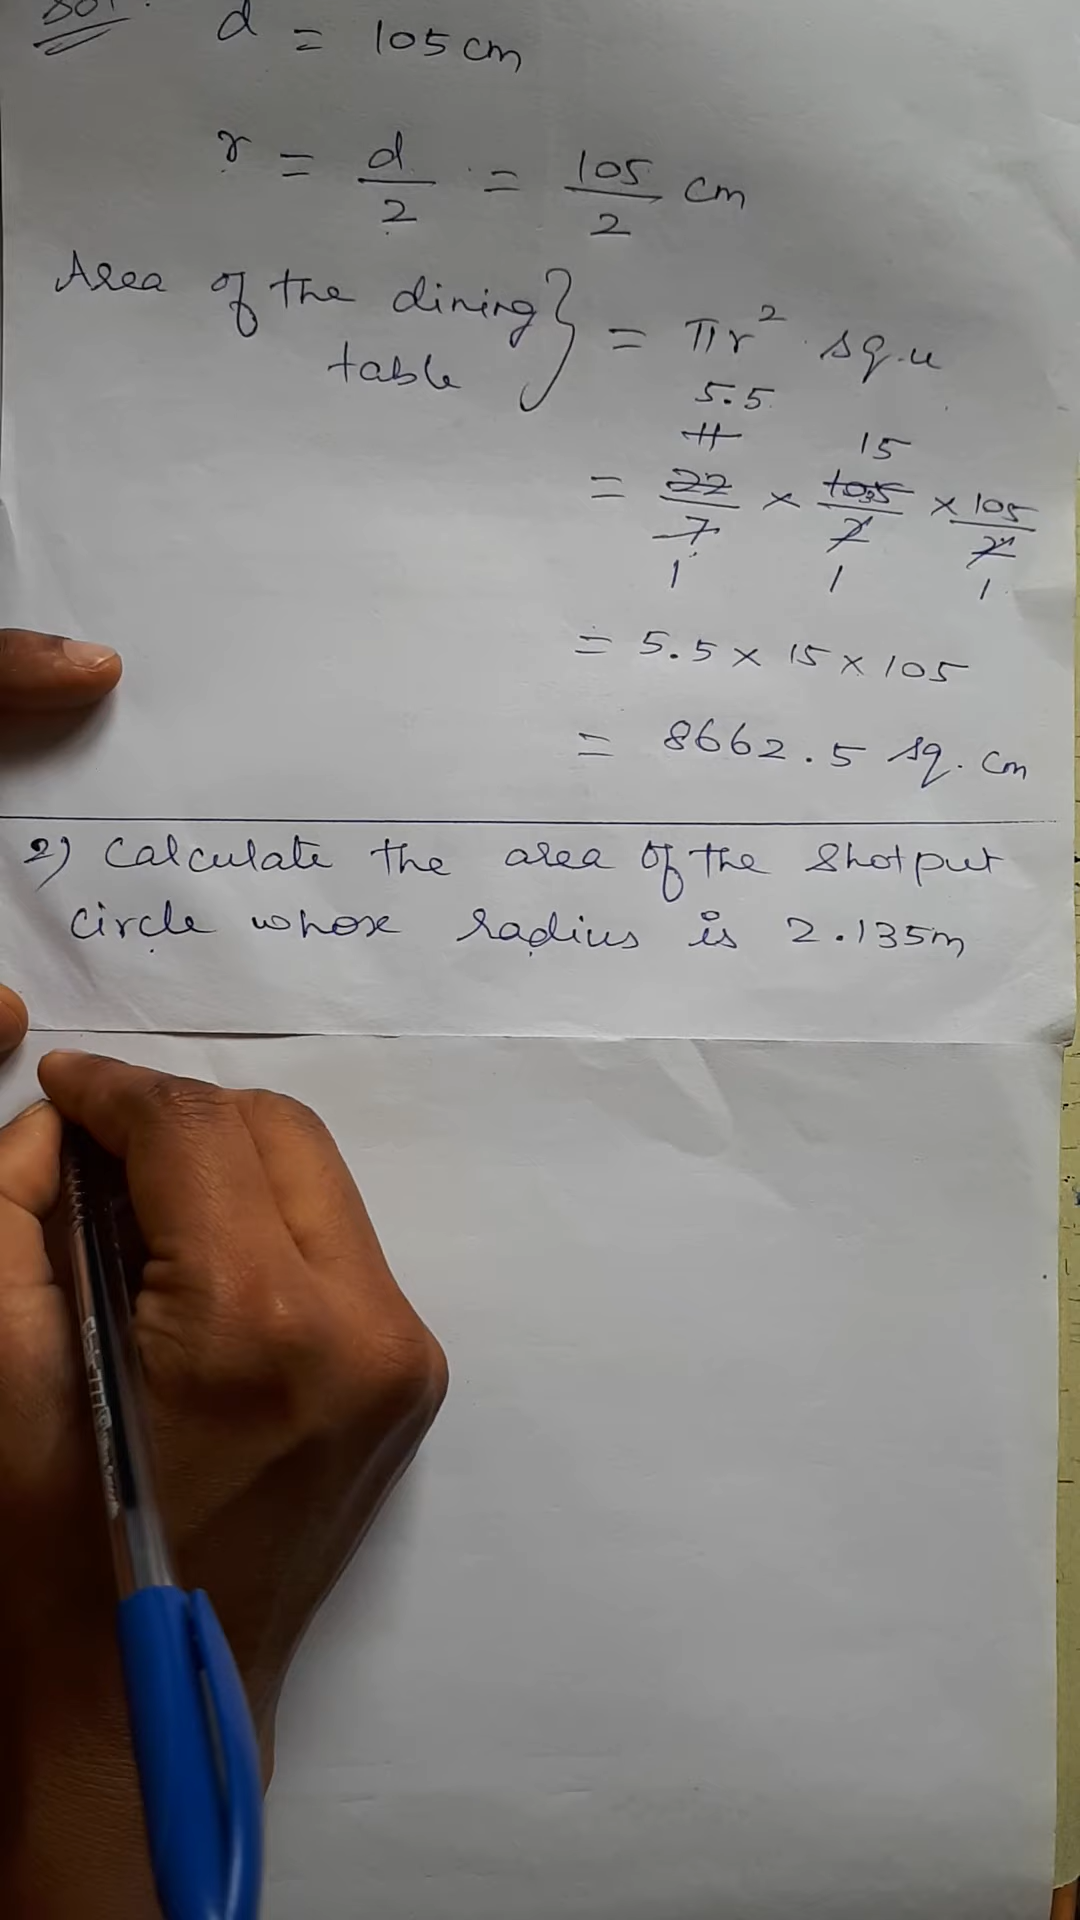 Sol.
d = 105 cm
r = d/2 = 105/2 cm
Area of the dining table } = πr² sq.u
5.5
11 15
= 22/7 × 105/2 × 105/2
1 1 1
= 5.5 × 15 × 105
= 8662.5 sq. cm
2) Calculate the area of the Shotput
circle whose radius is 2.135m